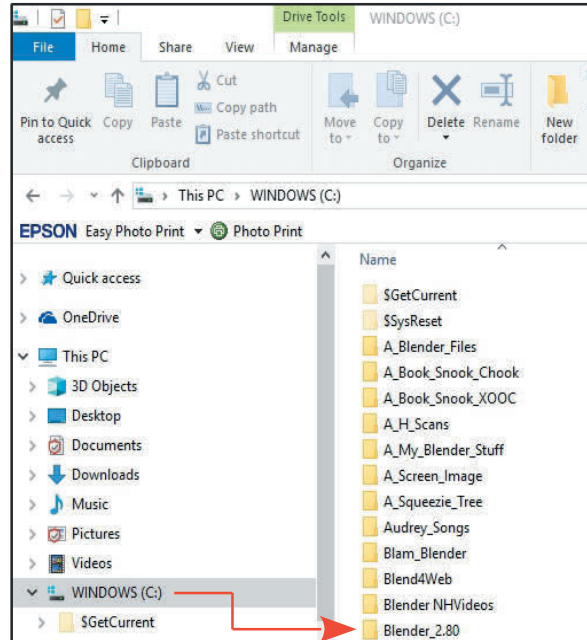 Drive Tools WINDOWS (C:)
File Home Share View Manage
Pin to Quick access
Copy
Paste
Cut
Copy path
Paste shortcut
Move to
Copy to
Delete
Rename
New folder
Clipboard
Organize
This PC › WINDOWS (C:)
EPSON Easy Photo Print Photo Print
Quick access
OneDrive
This PC
3D Objects
Desktop
Documents
Downloads
Music
Pictures
Videos
WINDOWS (C:)
$GetCurrent
Name
$GetCurrent
$SysReset
A_Blender_Files
A_Book_Snook_Chook
A_Book_Snook_XOOC
A_H_Scans
A_My_Blender_Stuff
A_Screen_Image
A_Squeezie_Tree
Audrey_Songs
Blam_Blender
Blend4Web
Blender NHVideos
Blender_2.80